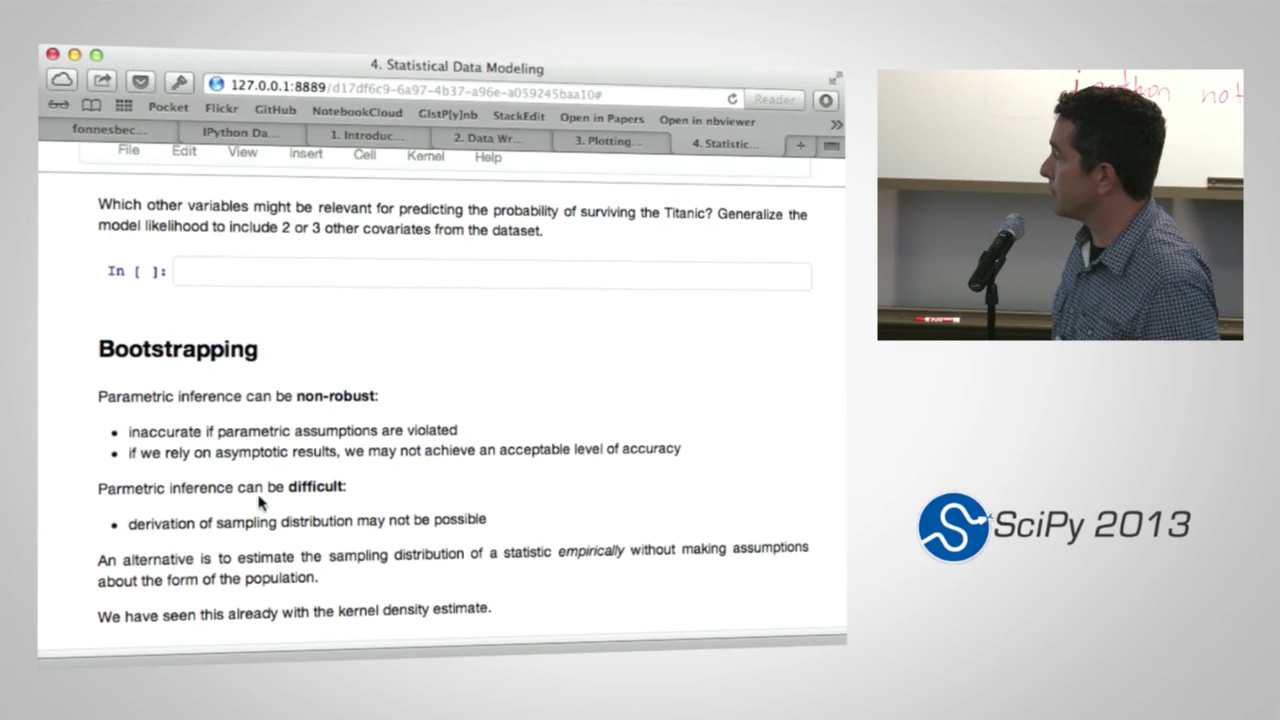 4. Statistical Data Modeling
127.0.0.1:8889/d17df6c9-6a97-4b37-a96e-a059245baa10#
Reader
Pocket Flickr GitHub NotebookCloud GistP[y]nb StackEdit Open in Papers Open in nbviewer »
fonnesbec... IPython Da... 1. Introduc... 2. Data Wr... 3. Plotting... 4. Statistic... +
File Edit View Insert Cell Kernel Help
Which other variables might be relevant for predicting the probability of surviving the Titanic? Generalize the
model likelihood to include 2 or 3 other covariates from the dataset.
In [ ]:
Bootstrapping
Parametric inference can be non-robust:
• inaccurate if parametric assumptions are violated
• if we rely on asymptotic results, we may not achieve an acceptable level of accuracy
Parmetric inference can be difficult:
• derivation of sampling distribution may not be possible
An alternative is to estimate the sampling distribution of a statistic empirically without making assumptions
about the form of the population.
We have seen this already with the kernel density estimate.
not
SciPy 2013